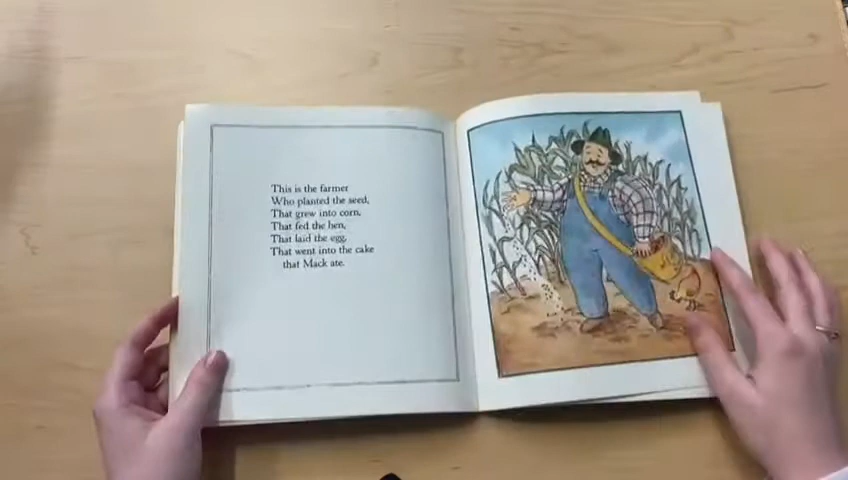 This is the farmer
Who planted the seed,
That grew into corn,
That fed the hen,
That laid the egg,
That went into the cake
that Mack ate.